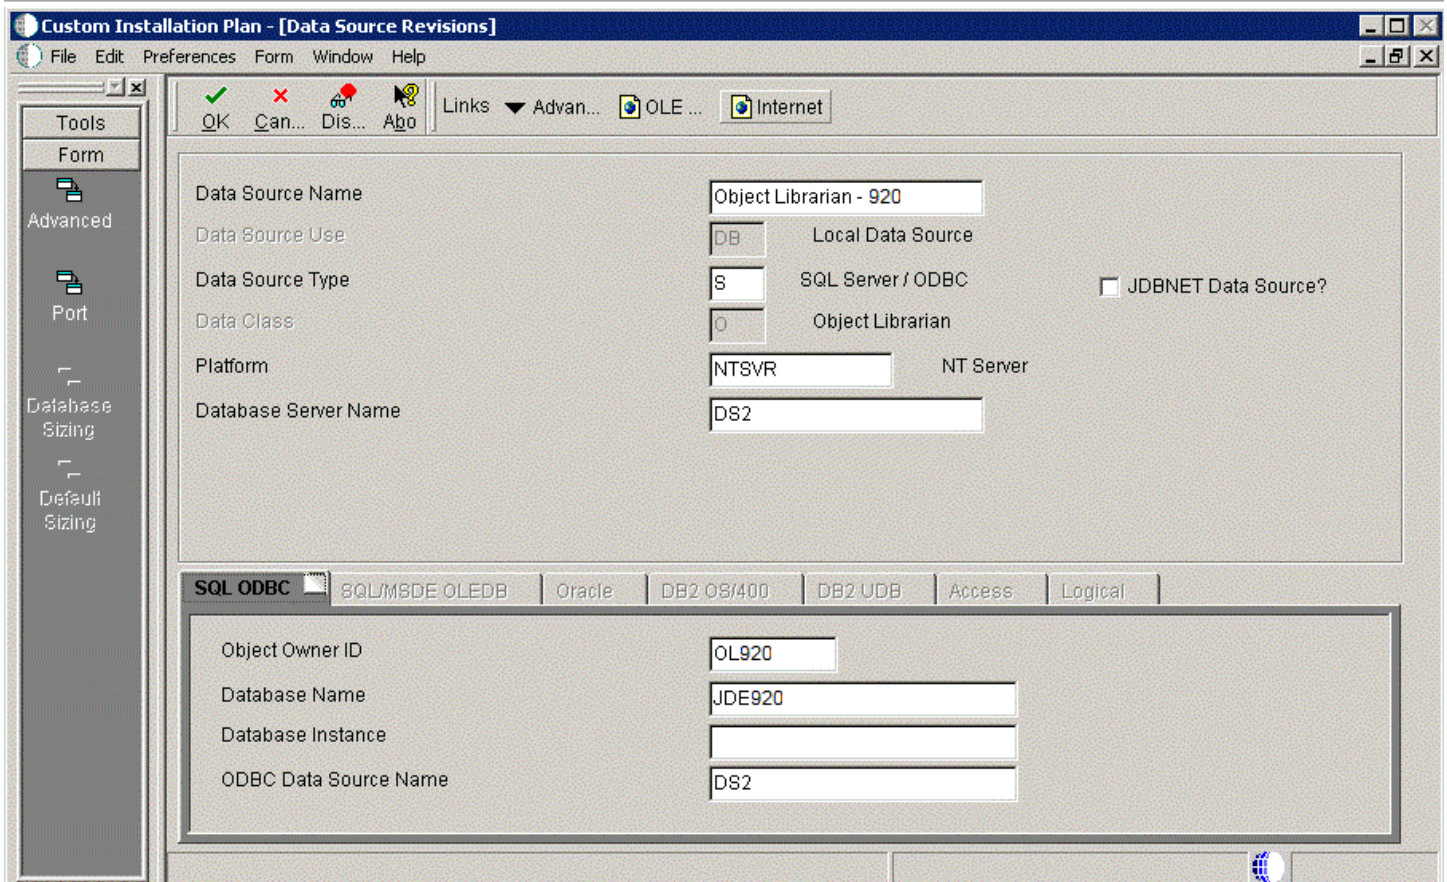 Custom Installation Plan - [Data Source Revisions]
File Edit Preferences Form Window Help
Tools
Form
Advanced
Port
Database
Sizing
Default
Sizing
OK Can... Dis... Abo Links Advan... OLE ... Internet
Data Source Name Object Librarian - 920
Data Source Use DB Local Data Source
Data Source Type S SQL Server / ODBC JDBNET Data Source?
Data Class O Object Librarian
Platform NTSVR NT Server
Database Server Name DS2
SQL ODBC SQL/MSDE OLEDB Oracle DB2 OS/400 DB2 UDB Access Logical
Object Owner ID OL920
Database Name JDE920
Database Instance
ODBC Data Source Name DS2